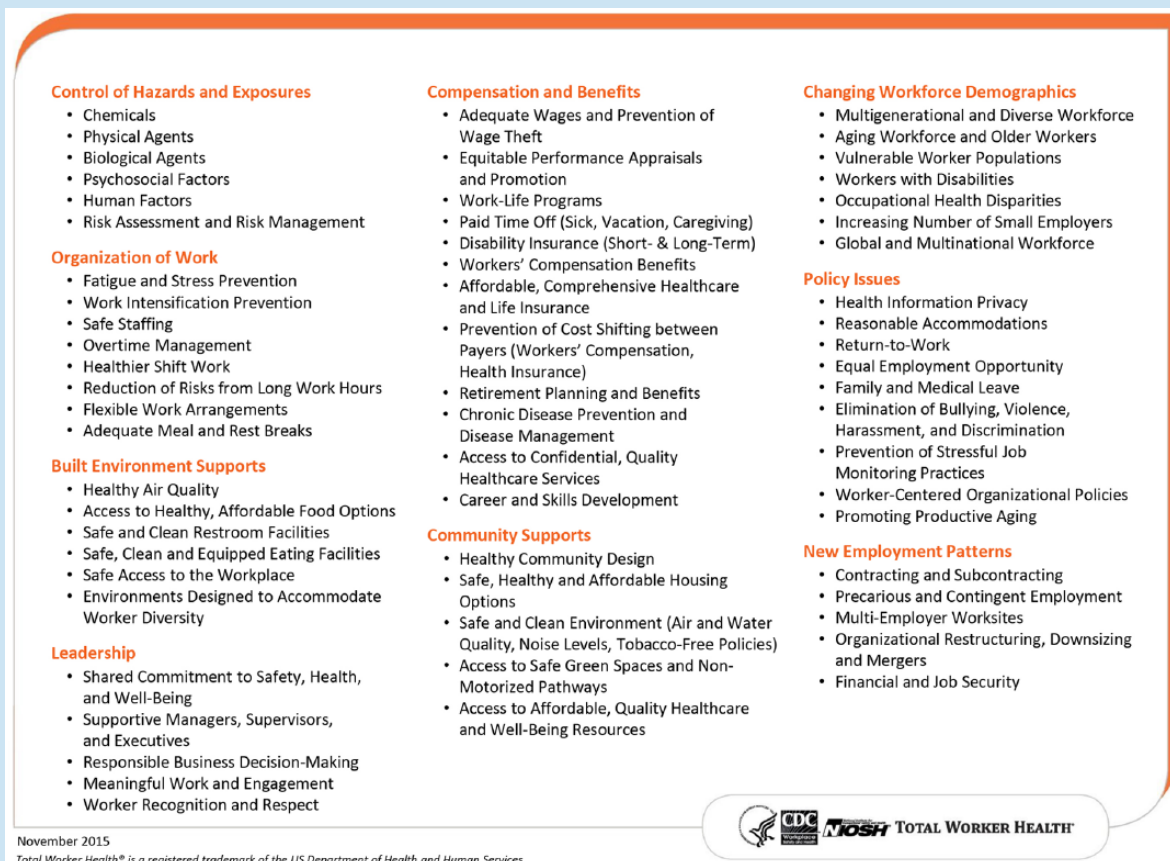 Control of Hazards and Exposures
• Chemicals
• Physical Agents
• Biological Agents
• Psychosocial Factors
• Human Factors
• Risk Assessment and Risk Management
Organization of Work
• Fatigue and Stress Prevention
• Work Intensification Prevention
• Safe Staffing
• Overtime Management
• Healthier Shift Work
• Reduction of Risks from Long Work Hours
• Flexible Work Arrangements
• Adequate Meal and Rest Breaks
Built Environment Supports
• Healthy Air Quality
• Access to Healthy, Affordable Food Options
• Safe and Clean Restroom Facilities
• Safe, Clean and Equipped Eating Facilities
• Safe Access to the Workplace
• Environments Designed to Accommodate
Worker Diversity
Leadership
• Shared Commitment to Safety, Health,
and Well-Being
• Supportive Managers, Supervisors,
and Executives
• Responsible Business Decision-Making
• Meaningful Work and Engagement
• Worker Recognition and Respect
Compensation and Benefits
• Adequate Wages and Prevention of
Wage Theft
• Equitable Performance Appraisals
and Promotion
• Work-Life Programs
• Paid Time Off (Sick, Vacation, Caregiving)
• Disability Insurance (Short- & Long-Term)
• Workers' Compensation Benefits
• Affordable, Comprehensive Healthcare
and Life Insurance
• Prevention of Cost Shifting between
Payers (Workers' Compensation,
Health Insurance)
• Retirement Planning and Benefits
• Chronic Disease Prevention and
Disease Management
• Access to Confidential, Quality
Healthcare Services
• Career and Skills Development
Community Supports
• Healthy Community Design
• Safe, Healthy and Affordable Housing
Options
• Safe and Clean Environment (Air and Water
Quality, Noise Levels, Tobacco-Free Policies)
• Access to Safe Green Spaces and Non-
Motorized Pathways
• Access to Affordable, Quality Healthcare
and Well-Being Resources
Changing Workforce Demographics
• Multigenerational and Diverse Workforce
• Aging Workforce and Older Workers
• Vulnerable Worker Populations
• Workers with Disabilities
• Occupational Health Disparities
• Increasing Number of Small Employers
• Global and Multinational Workforce
Policy Issues
• Health Information Privacy
• Reasonable Accommodations
• Return-to-Work
• Equal Employment Opportunity
• Family and Medical Leave
• Elimination of Bullying, Violence,
Harassment, and Discrimination
• Prevention of Stressful Job
Monitoring Practices
• Worker-Centered Organizational Policies
• Promoting Productive Aging
New Employment Patterns
• Contracting and Subcontracting
• Precarious and Contingent Employment
• Multi-Employer Worksites
• Organizational Restructuring, Downsizing
and Mergers
• Financial and Job Security
CDC
Workplace
NIOSH TOTAL WORKER HEALTH®
November 2015
Total Worker Health® is a registered trademark of the US Department of Health and Human Services